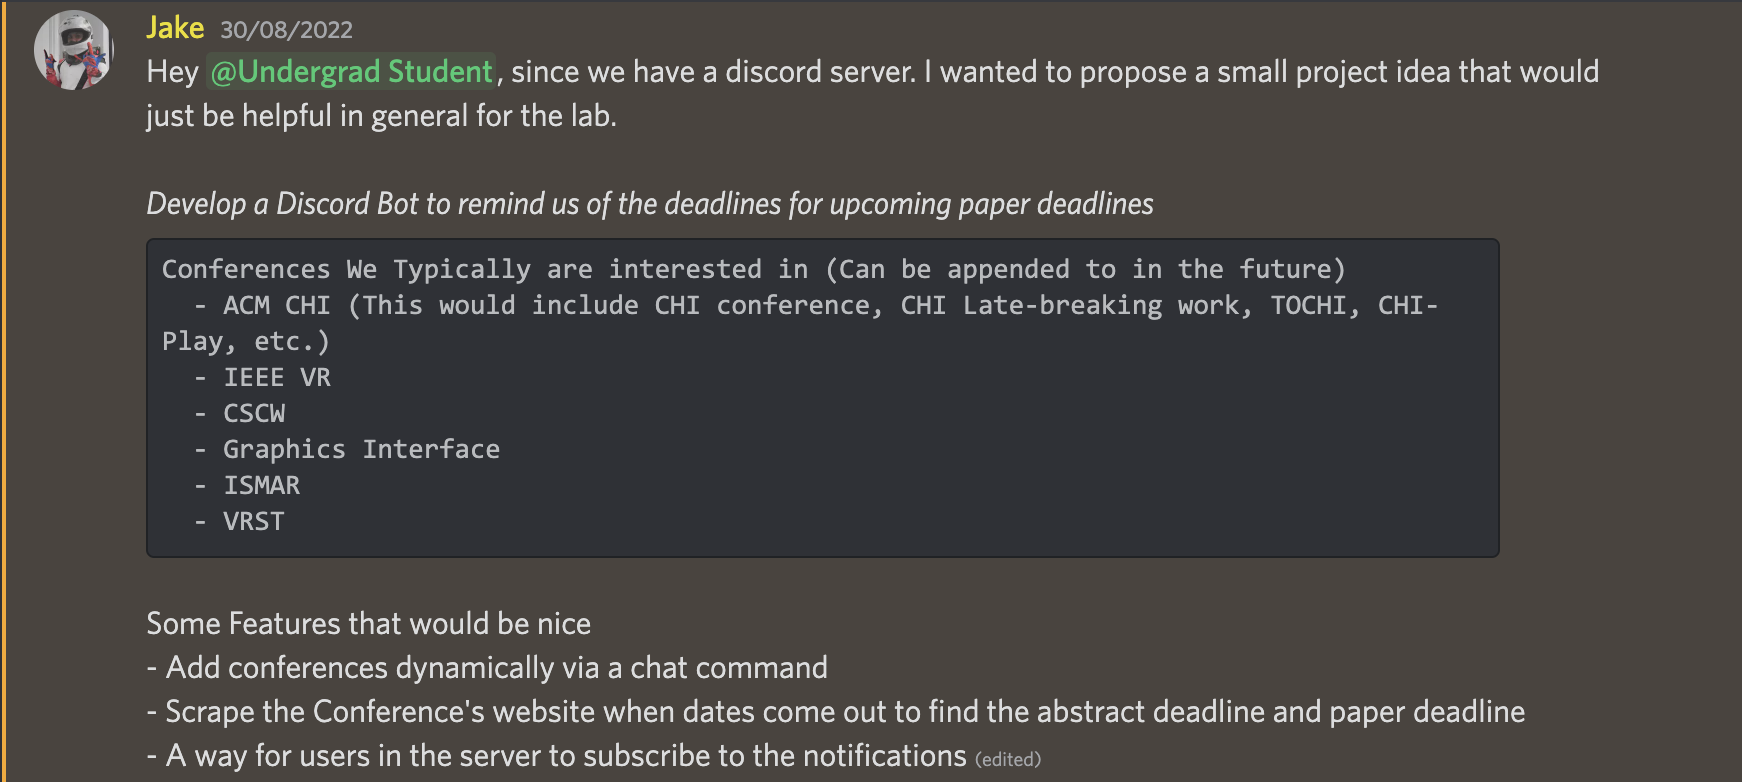 Jake 30/08/2022
Hey @Undergrad Student, since we have a discord server. I wanted to propose a small project idea that would
just be helpful in general for the lab.
Develop a Discord Bot to remind us of the deadlines for upcoming paper deadlines
Conferences We Typically are interested in (Can be appended to in the future)
- ACM CHI (This would include CHI conference, CHI Late-breaking work, TOCHI, CHI-
Play, etc.)
- IEEE VR
- CSCW
- Graphics Interface
- ISMAR
- VRST
Some Features that would be nice
- Add conferences dynamically via a chat command
- Scrape the Conference's website when dates come out to find the abstract deadline and paper deadline
- A way for users in the server to subscribe to the notifications (edited)